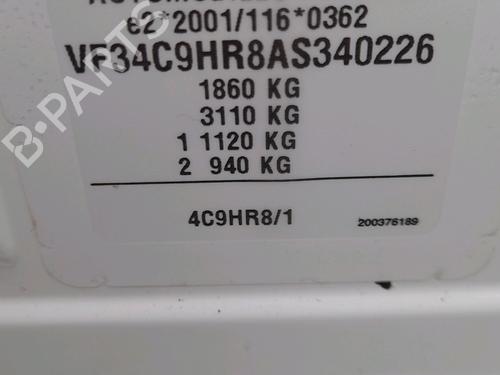 e2*2001/116*0362
VF34C9HR8AS340226
1860 KG
3110 KG
1 1120 KG
2 940 KG
4C9HR8/1
200376189
B-PARTS